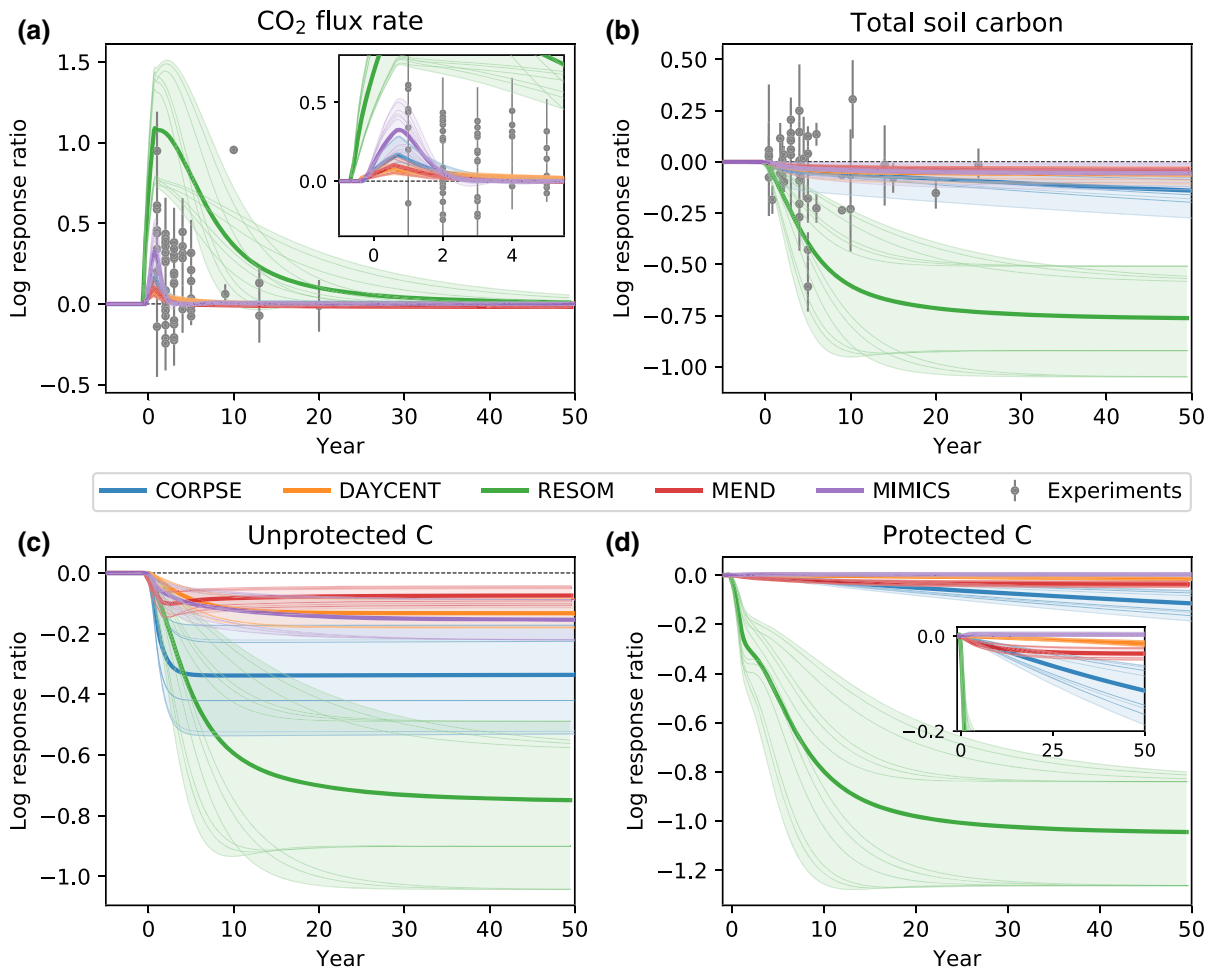 (a)
CO₂ flux rate
1.5
1.0
0.5
0.0
−0.5
Log response ratio
0 10 20 30 40 50
Year
0.5
0.0
0 2 4
(b)
Total soil carbon
0.50
0.25
0.00
−0.25
−0.50
−0.75
−1.00
Log response ratio
0 10 20 30 40 50
Year
CORPSE DAYCENT RESOM MEND MIMICS Experiments
(c)
Unprotected C
0.0
−0.2
−0.4
−0.6
−0.8
−1.0
Log response ratio
0 10 20 30 40 50
Year
(d)
Protected C
0.0
−0.2
−0.4
−0.6
−0.8
−1.0
−1.2
Log response ratio
0 10 20 30 40 50
Year
0.0
−0.2
0 25 50